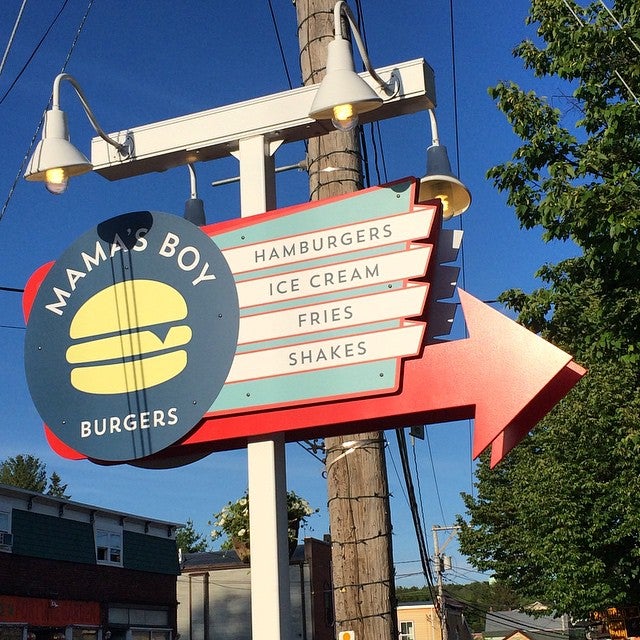 MAMA'S BOY
BURGERS
HAMBURGERS
ICE CREAM
FRIES
SHAKES